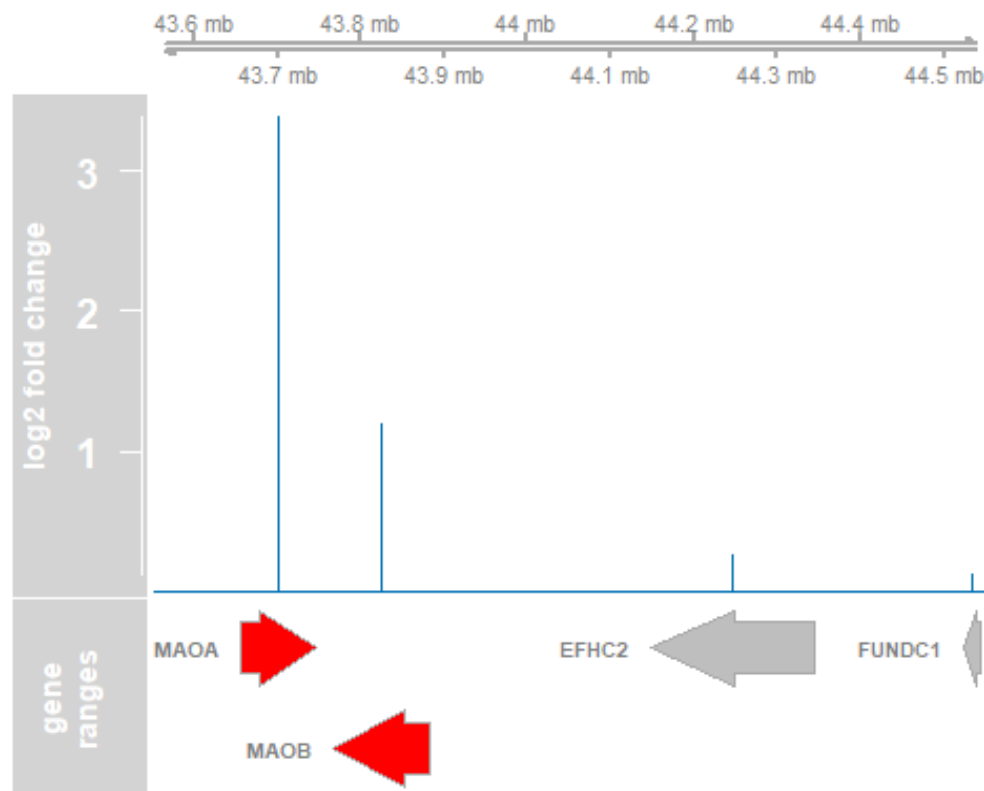 43.6 mb 43.8 mb 44 mb 44.2 mb 44.4 mb
43.7 mb 43.9 mb 44.1 mb 44.3 mb 44.5 mb
log2 fold change
3
2
1
gene
ranges
MAOA
EFHC2
FUNDC1
MAOB